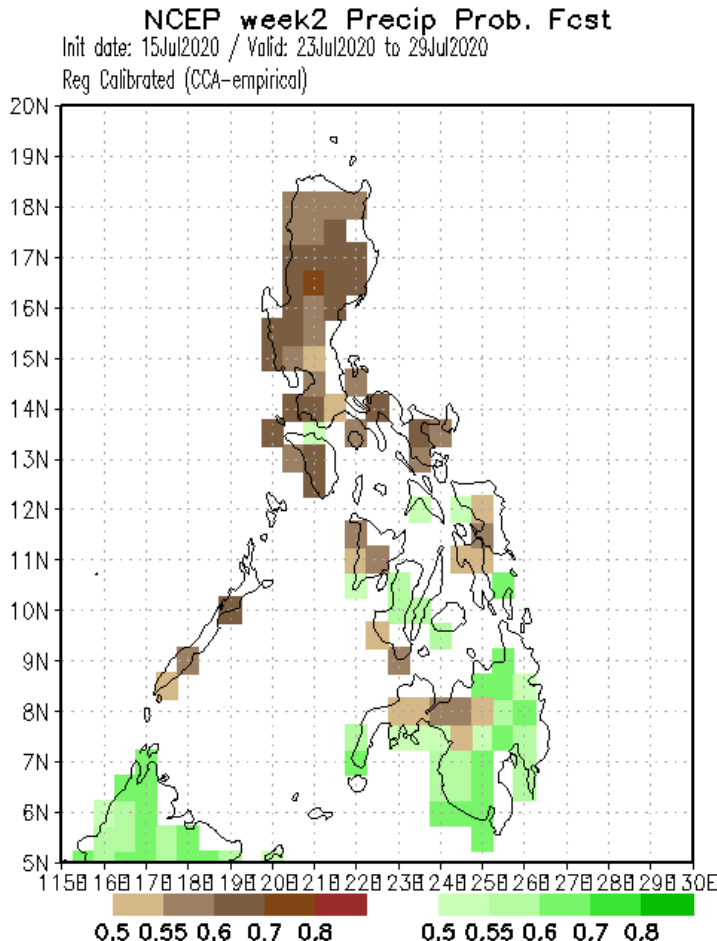 NCEP week2 Precip Prob. Fcst
Init date: 15Jul2020 / Valid: 23Jul2020 to 29Jul2020
Reg Calibrated (CCA-empirical)
20N
19N
18N
17N
16N
15N
14N
13N
12N
11N
10N
9N
8N
7N
6N
5N
115E 116E 117E 118E 119E 120E 121E 122E 123E 124E 125E 126E 127E 128E 129E 130E
0.5 0.55 0.6 0.7 0.8 0.5 0.55 0.6 0.7 0.8